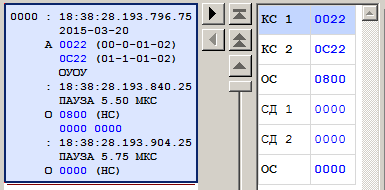 0000 : 18:38:28.193.796.75
2015-03-20
А 0022 (00-0-01-02)
0C22 (01-1-01-02)
ОУОУ
: 18:38:28.193.840.25
ПАУЗА 5.50 МКС
О 0800 (НС)
0000 0000
: 18:38:28.193.904.25
ПАУЗА 5.75 МКС
О 0000 (НС)
КС 1 0022
КС 2 0C22
ОС 0800
СД 1 0000
СД 2 0000
ОС 0000